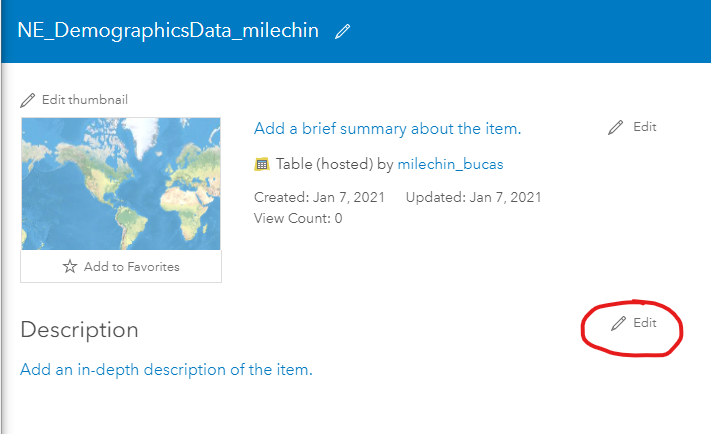 NE_DemographicsData_milechin
Edit thumbnail
Add a brief summary about the item.
Edit
Table (hosted) by milechin_bucas
Created: Jan 7, 2021 Updated: Jan 7, 2021
View Count: 0
Add to Favorites
Description
Edit
Add an in-depth description of the item.